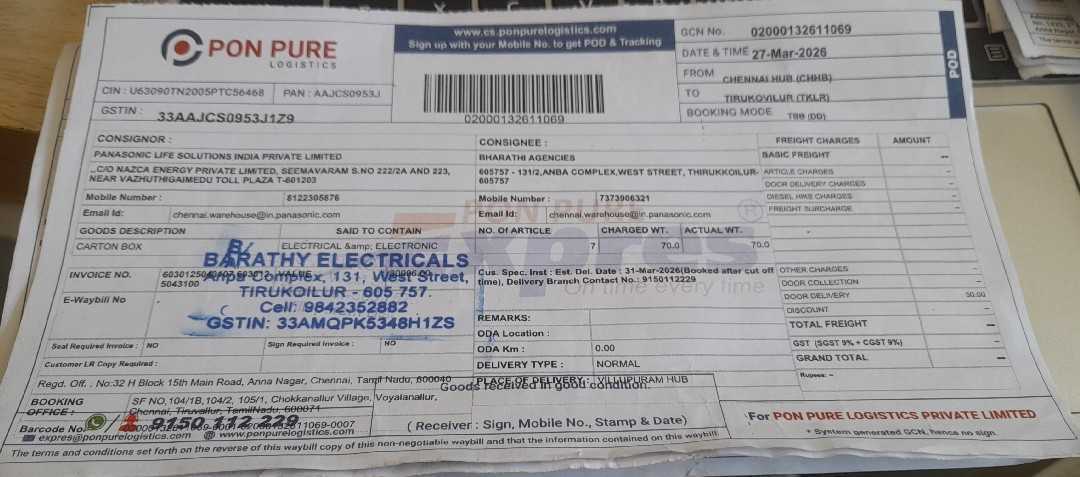 PON PURE
LOGISTICS
CIN : U63090TN2005PTC56468 PAN : AAJCS0953J
GSTIN : 33AAJCS0953J1Z9
www.cs.ponpurelogistics.com
Sign up with your Mobile No. to get POD & Tracking
02000132611069
GCN No. 02000132611069
DATE & TIME 27-Mar-2026
FROM CHENNAI HUB (CHHB)
TO TIRUKOVILUR (TKLR)
BOOKING MODE TBB (DD)
POD
CONSIGNOR :
PANASONIC LIFE SOLUTIONS INDIA PRIVATE LIMITED
.,C/O NAZCA ENERGY PRIVATE LIMITED, SEEMAVARAM S.NO 222/2A AND 223,
NEAR VAZHUTHIGAIMEDU TOLL PLAZA T-601203
Mobile Number : 8122305876
Email Id: chennai.warehouse@in.panasonic.com
CONSIGNEE :
BHARATHI AGENCIES
605757 - 131/2,ANBA COMPLEX,WEST STREET, THIRUKKOILUR-
605757
Mobile Number : 7373906321
Email Id: chennai.warehouse@in.panasonic.com
FREIGHT CHARGES AMOUNT
BASIC FREIGHT --
ARTICLE CHARGES --
DOOR DELIVERY CHARGES --
DIESEL HIKE CHARGES --
FREIGHT SURCHARGE --
GOODS DESCRIPTION SAID TO CONTAIN NO. OF ARTICLE CHARGED WT. ACTUAL WT.
CARTON BOX ELECTRICAL &amp; ELECTRONIC 7 70.0 70.0
PON PURE
Expres ®
On time every time
INVOICE NO.
5043100
VALUE
E-Waybill No
BARATHY ELECTRICALS
Anba Complex, 131, West Street,
TIRUKOILUR - 605 757.
Cell: 9842352882
GSTIN: 33AMQPK5348H1ZS
Cus. Spec. Inst : Est. Del. Date : 31-Mar-2026(Booked after cut off
time), Delivery Branch Contact No.: 9150112229
REMARKS:
ODA Location :
ODA Km : 0.00
DELIVERY TYPE : NORMAL
PLACE OF DELIVERY : VILLUPURAM HUB
OTHER CHARGES --
DOOR COLLECTION --
DOOR DELIVERY 50.00
DISCOUNT --
TOTAL FREIGHT --
GST (SGST 9% + CGST 9%) --
GRAND TOTAL --
Rupees: --
Seal Required Invoice : NO Sign Required Invoice : NO
Customer LR Copy Required :
Regd. Off. : No:32 H Block 15th Main Road, Anna Nagar, Chennai, Tamil Nadu, 600040
Goods received in good condition.
BOOKING OFFICE : SF NO,104/1B,104/2, 105/1, Chokkanallur Village, Voyalanallur,
Chennai, Tiruvallur, TamilNadu, 600071
Barcode No: 9150 112 229
expres@ponpurelogistics.com www.ponpurelogistics.com
( Receiver : Sign, Mobile No., Stamp & Date)
For PON PURE LOGISTICS PRIVATE LIMITED
* System generated GCN, hence no sign.
The terms and conditions set forth on the reverse of this waybill copy of this non-negotiable waybill and that the information contained on this waybill